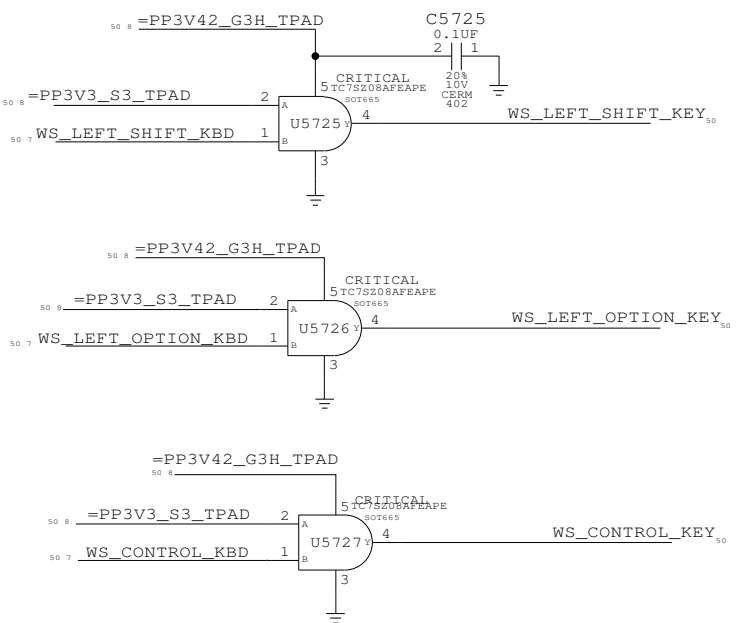 50 8 =PP3V42_G3H_TPAD
C5725
0.1UF
2 1
20%
10V
CERM
402
CRITICAL
5 TC7SZ08AFEAPE
SOT665
50 8 =PP3V3_S3_TPAD 2 A
U5725 Y 4 WS_LEFT_SHIFT_KEY 50
50 7 WS_LEFT_SHIFT_KBD 1 B
3
=PP3V42_G3H_TPAD
50 8
CRITICAL
5 TC7SZ08AFEAPE
SOT665
50 8 =PP3V3_S3_TPAD 2 A
U5726 Y 4 WS_LEFT_OPTION_KEY 50
50 7 WS_LEFT_OPTION_KBD 1 B
3
=PP3V42_G3H_TPAD
50 8
CRITICAL
5 TC7SZ08AFEAPE
SOT665
50 8 =PP3V3_S3_TPAD 2 A
U5727 Y 4 WS_CONTROL_KEY 50
50 7 WS_CONTROL_KBD 1 B
3